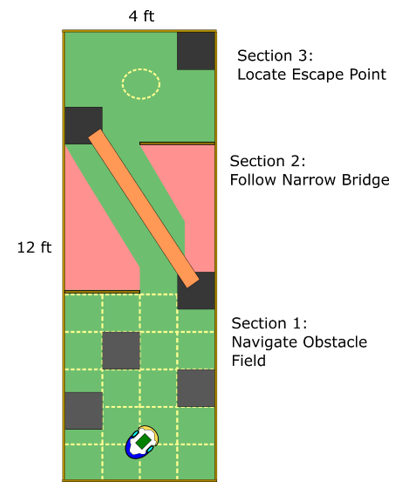 4 ft
Section 3:
Locate Escape Point
Section 2:
Follow Narrow Bridge
12 ft
Section 1:
Navigate Obstacle
Field